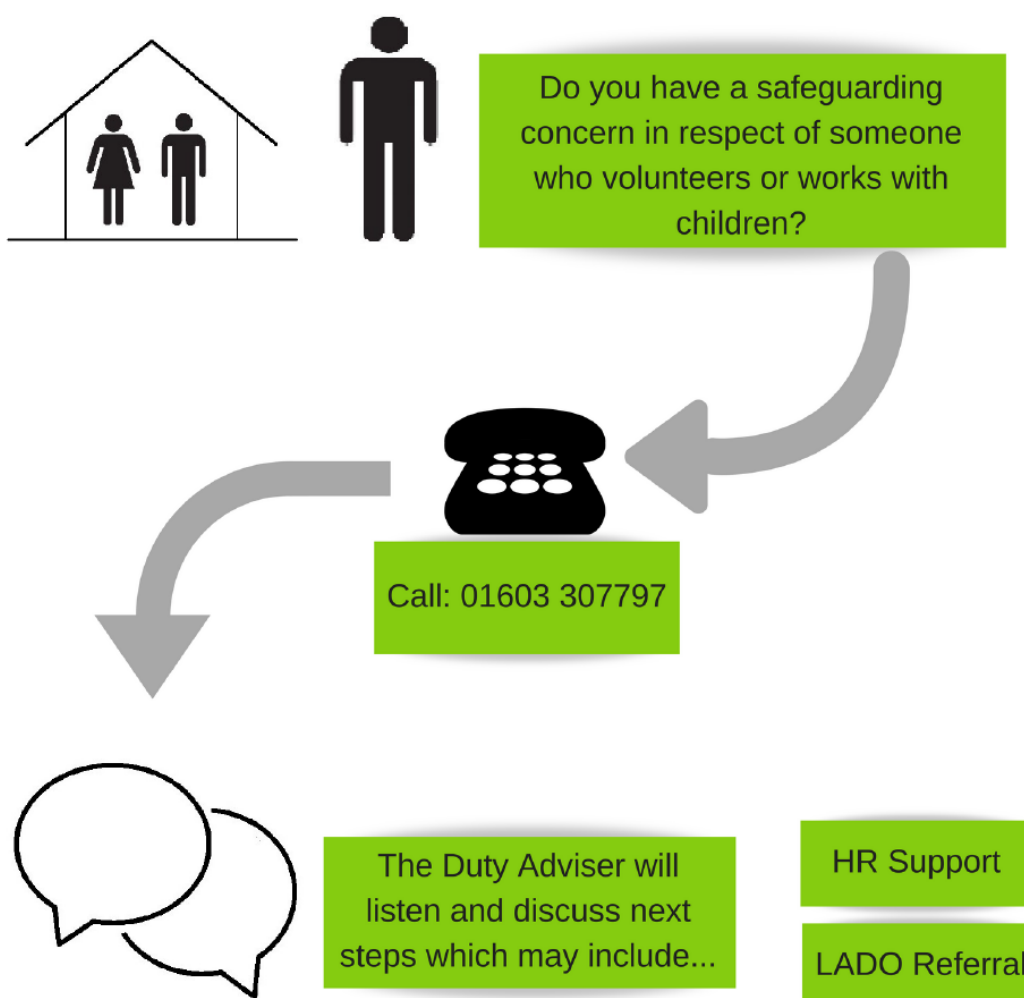 Do you have a safeguarding
concern in respect of someone
who volunteers or works with
children?
Call: 01603 307797
The Duty Adviser will
listen and discuss next
steps which may include...
HR Support
LADO Referral